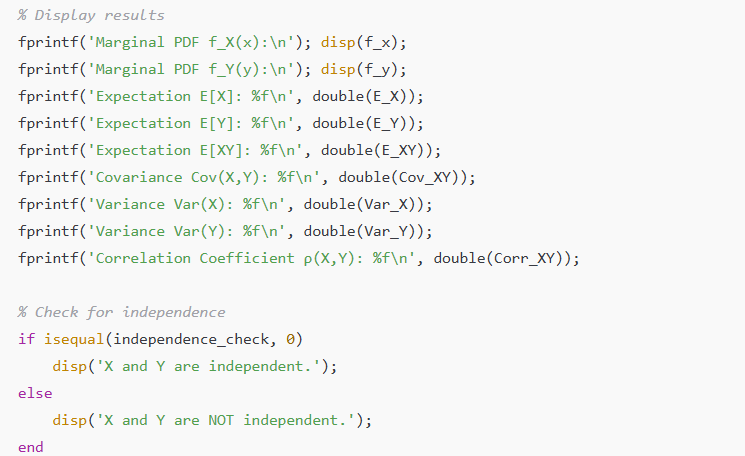 % Display results
fprintf('Marginal PDF f_X(x):\n'); disp(f_x);
fprintf('Marginal PDF f_Y(y):\n'); disp(f_y);
fprintf('Expectation E[X]: %f\n', double(E_X));
fprintf('Expectation E[Y]: %f\n', double(E_Y));
fprintf('Expectation E[XY]: %f\n', double(E_XY));
fprintf('Covariance Cov(X,Y): %f\n', double(Cov_XY));
fprintf('Variance Var(X): %f\n', double(Var_X));
fprintf('Variance Var(Y): %f\n', double(Var_Y));
fprintf('Correlation Coefficient ρ(X,Y): %f\n', double(Corr_XY));
% Check for independence
if isequal(independence_check, 0)
    disp('X and Y are independent.');
else
    disp('X and Y are NOT independent.');
end